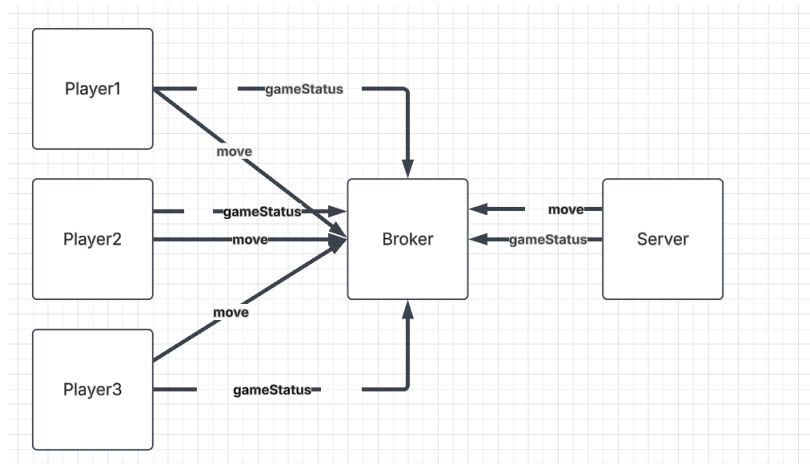 Player1
gameStatus
move
Player2
gameStatus
move
Broker
move
gameStatus
Server
move
Player3
gameStatus